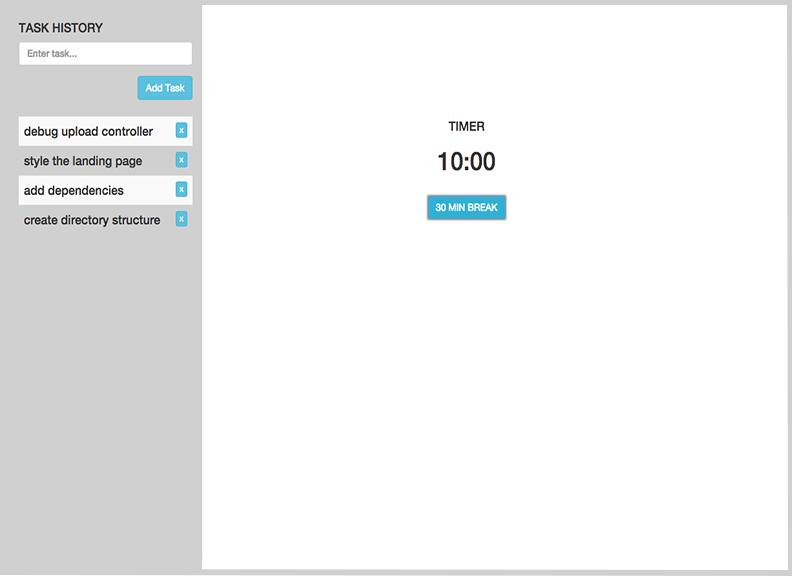 TASK HISTORY
Enter task...
Add Task
debug upload controller x
style the landing page x
add dependencies x
create directory structure x
TIMER
10:00
30 MIN BREAK